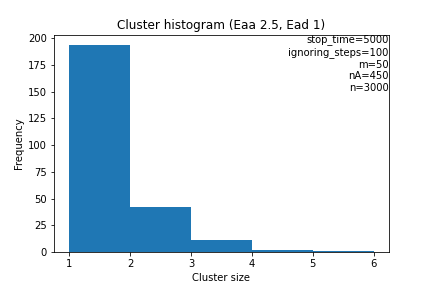 Cluster histogram (Eaa 2.5, Ead 1)
stop_time=5000
ignoring_steps=100
m=50
nA=450
n=3000
200
175
150
125
100
75
50
25
0
Frequency
1 2 3 4 5 6
Cluster size